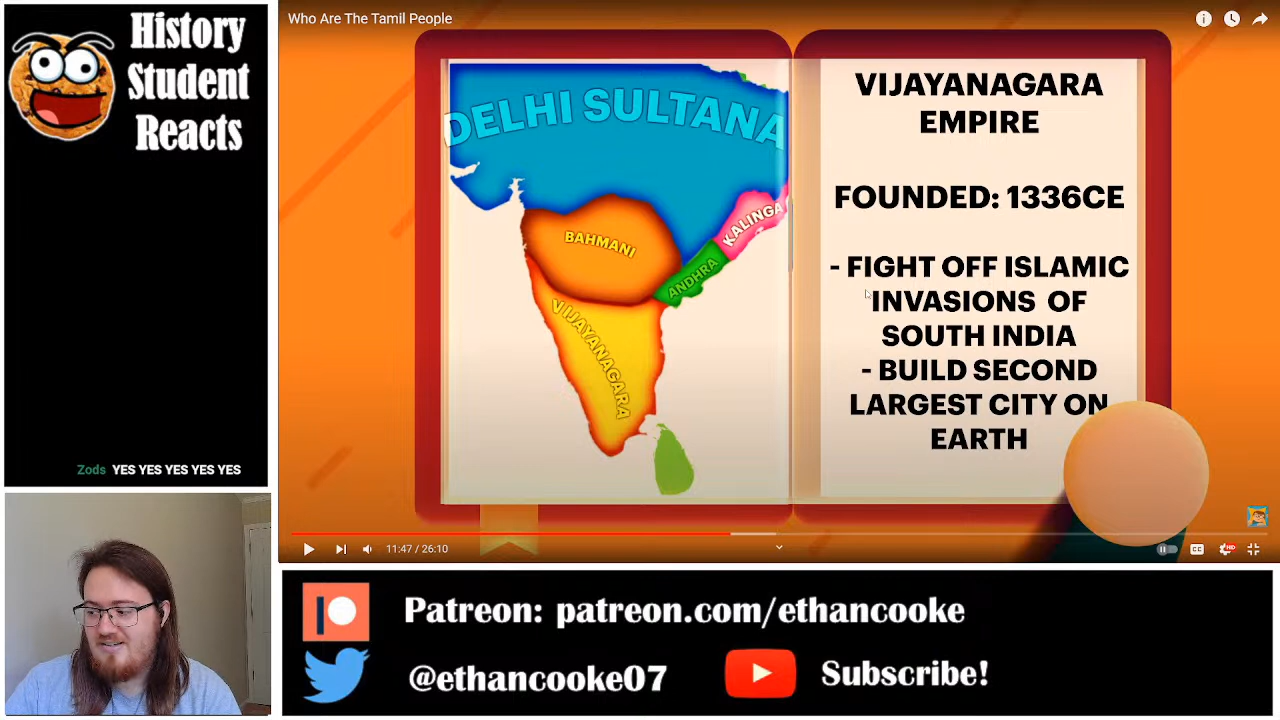 History
Student
Reacts
Zods YES YES YES YES YES
Who Are The Tamil People
DELHI SULTANA
BAHMANI
KALINGA
ANDHRA
VIJAYANAGARA
VIJAYANAGARA
EMPIRE
FOUNDED: 1336CE
- FIGHT OFF ISLAMIC
INVASIONS OF
SOUTH INDIA
- BUILD SECOND
LARGEST CITY ON
EARTH
11:47 / 26:10
CC
HD
Patreon: patreon.com/ethancooke
@ethancooke07
Subscribe!